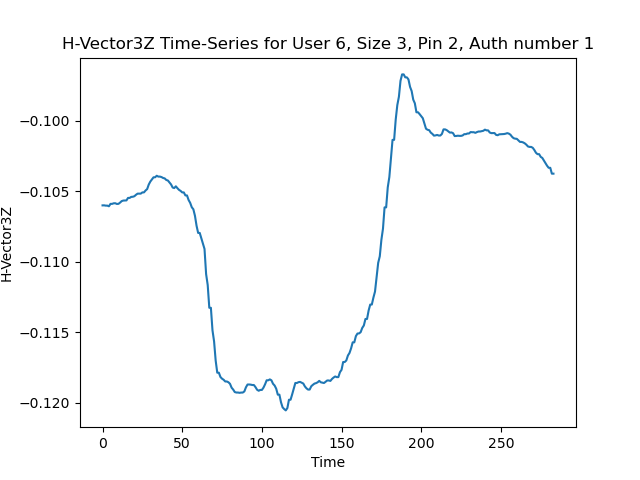 H-Vector3Z Time-Series for User 6, Size 3, Pin 2, Auth number 1
H-Vector3Z
−0.100
−0.105
−0.110
−0.115
−0.120
0 50 100 150 200 250
Time